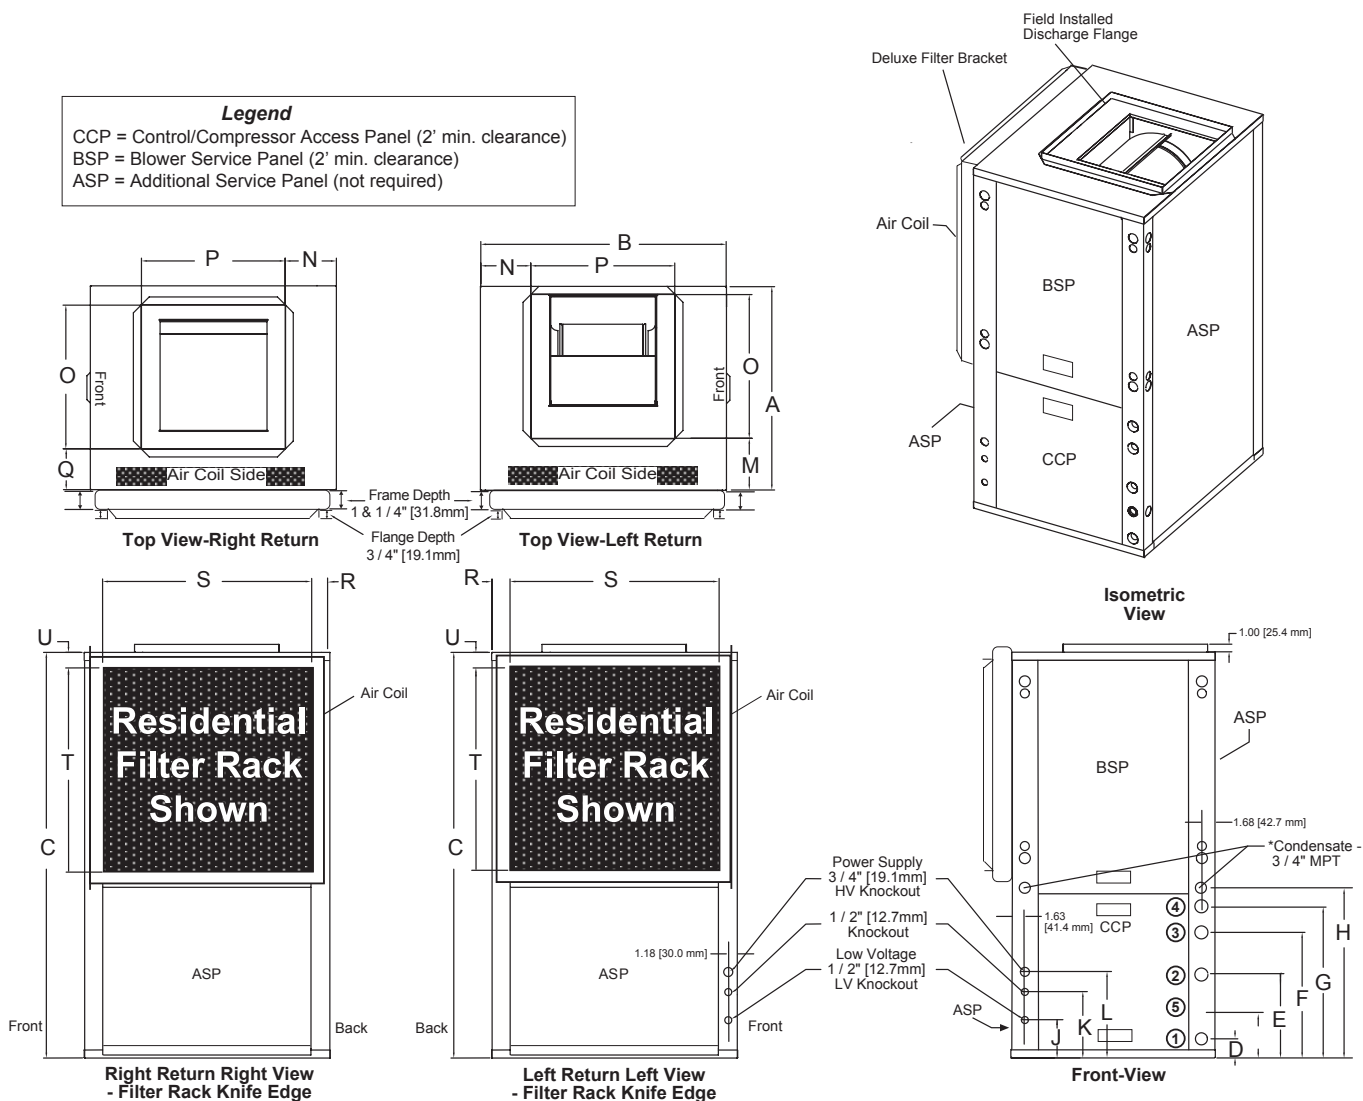 Field Installed
Discharge Flange
Deluxe Filter Bracket
Legend
CCP = Control/Compressor Access Panel (2' min. clearance)
BSP = Blower Service Panel (2' min. clearance)
ASP = Additional Service Panel (not required)
Air Coil
BSP
ASP
ASP
CCP
Isometric
View
P
N
O
Front
Q
Air Coil Side
Top View-Right Return
B
N
P
O
A
Front
M
Air Coil Side
Top View-Left Return
Frame Depth
1 & 1 / 4" [31.8mm]
Flange Depth
3 / 4" [19.1mm]
S
R
U
T
C
Residential
Filter Rack
Shown
Air Coil
ASP
Front
Back
Right Return Right View
- Filter Rack Knife Edge
R
S
U
T
C
Residential
Filter Rack
Shown
Air Coil
1.18 [30.0 mm]
ASP
Back
Front
Left Return Left View
- Filter Rack Knife Edge
Power Supply
3 / 4" [19.1mm]
HV Knockout
1 / 2" [12.7mm]
Knockout
Low Voltage
1 / 2" [12.7mm]
LV Knockout
1.00 [25.4 mm]
ASP
BSP
1.68 [42.7 mm]
*Condensate -
3 / 4" MPT
1.63
[41.4 mm]
CCP
4
3
2
5
1
H
G
F
E
D
L
K
J
ASP
Front-View